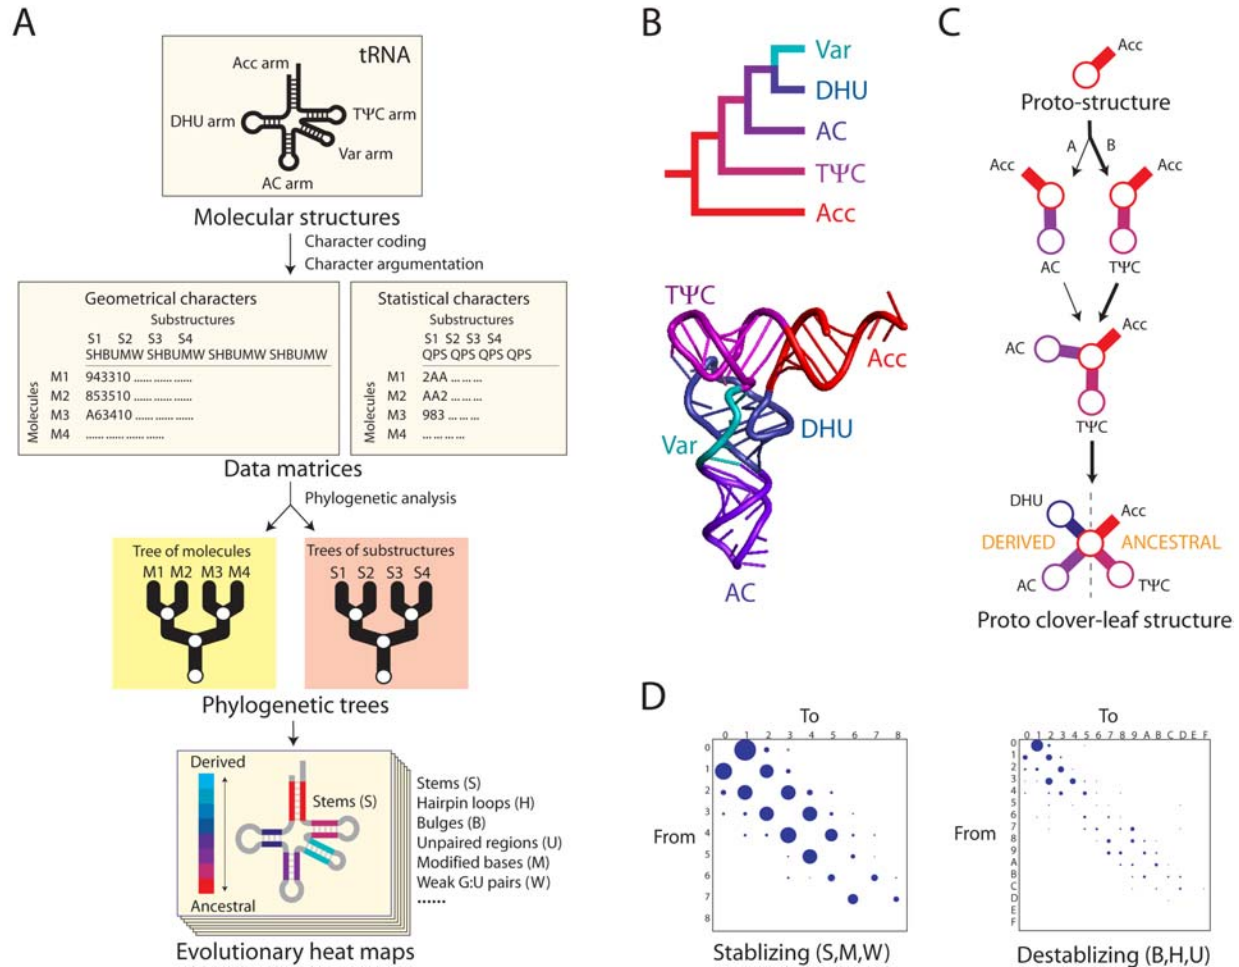 A
tRNA
Acc arm
DHU arm
TΨC arm
Var arm
AC arm
Molecular structures
Character coding
Character argumentation
Geometrical characters
Substructures
S1 S2 S3 S4
SHBUMW SHBUMW SHBUMW SHBUMW
Molecules
M1 943310 ...... ...... ......
M2 853510 ...... ...... ......
M3 A63410 ...... ...... ......
M4 ...... ...... ...... ......
Statistical characters
Substructures
S1 S2 S3 S4
QPS QPS QPS QPS
Molecules
M1 2AA ... ... ...
M2 AA2 ... ... ...
M3 983 ... ... ...
M4 ... ... ... ...
Data matrices
Phylogenetic analysis
Tree of molecules
M1 M2 M3 M4
Trees of substructures
S1 S2 S3 S4
Phylogenetic trees
Derived
Ancestral
Stems (S)
Stems (S)
Hairpin loops (H)
Bulges (B)
Unpaired regions (U)
Modified bases (M)
Weak G:U pairs (W)
......
Evolutionary heat maps
B
Var
DHU
AC
TΨC
Acc
TΨC
Acc
DHU
Var
AC
C
Acc
Proto-structure
A B
Acc Acc
AC TΨC
Acc
AC
TΨC
DHU
Acc
DERIVED ANCESTRAL
AC
TΨC
Proto clover-leaf structure
D
To
0 1 2 3 4 5 6 7 8
From
0
1
2
3
4
5
6
7
8
Stablizing (S,M,W)
To
0 1 2 3 4 5 6 7 8 9 A B C D E F
From
0
1
2
3
4
5
6
7
8
9
A
B
C
D
E
F
Destablizing (B,H,U)